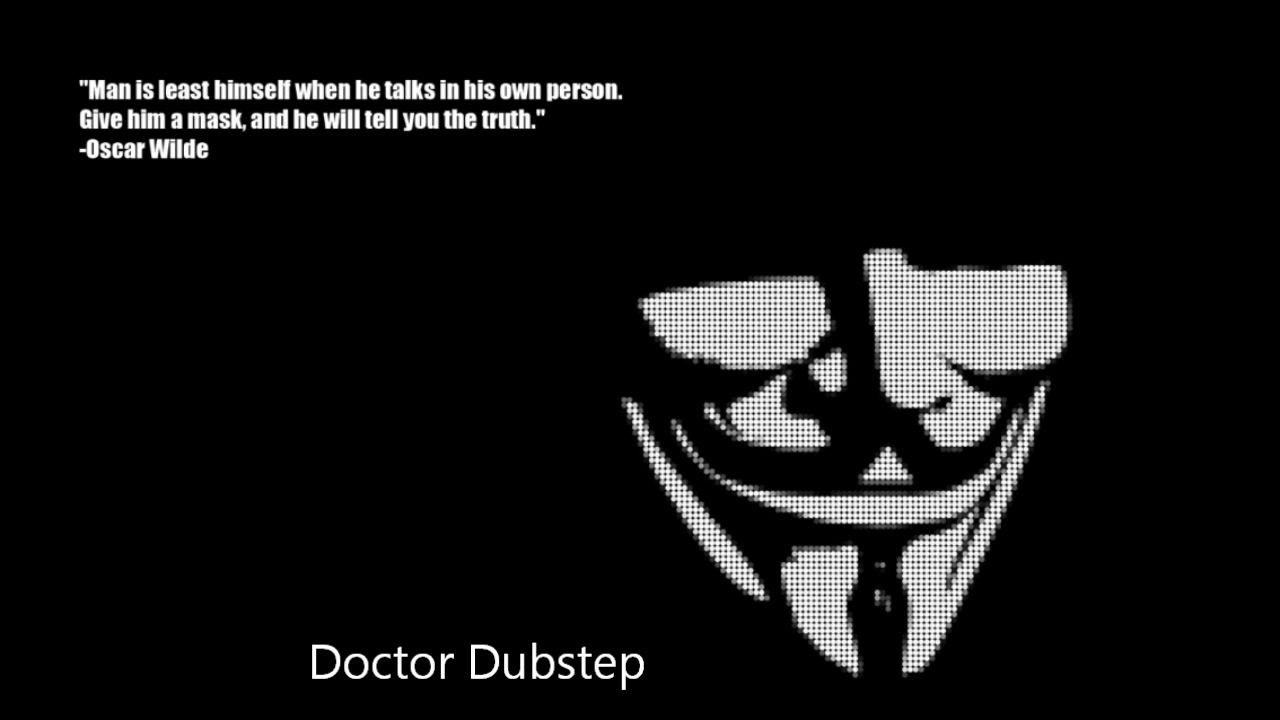 "Man is least himself when he talks in his own person.
Give him a mask, and he will tell you the truth."
-Oscar Wilde
Doctor Dubstep